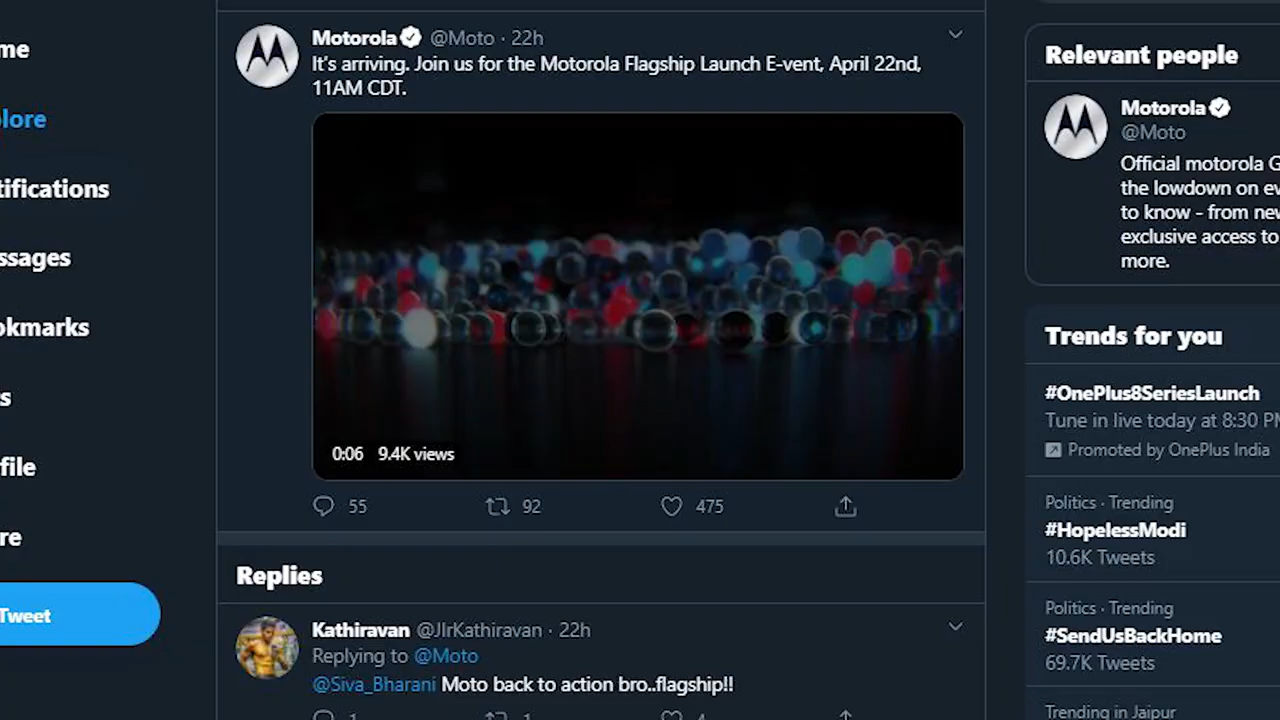 me
lore
tifications
ssages
okmarks
s
file
re
Tweet
Motorola @Moto · 22h
It's arriving. Join us for the Motorola Flagship Launch E-vent, April 22nd,
11AM CDT.
0:06 9.4K views
55 92 475
Replies
Kathiravan @JlrKathiravan · 22h
Replying to @Moto
@Siva_Bharani Moto back to action bro..flagship!!
1 1 4
Relevant people
Motorola
@Moto
Official motorola G
the lowdown on ev
to know - from new
exclusive access to
more.
Trends for you
#OnePlus8SeriesLaunch
Tune in live today at 8:30 PM
Promoted by OnePlus India
Politics · Trending
#HopelessModi
10.6K Tweets
Politics · Trending
#SendUsBackHome
69.7K Tweets
Trending in Jaipur